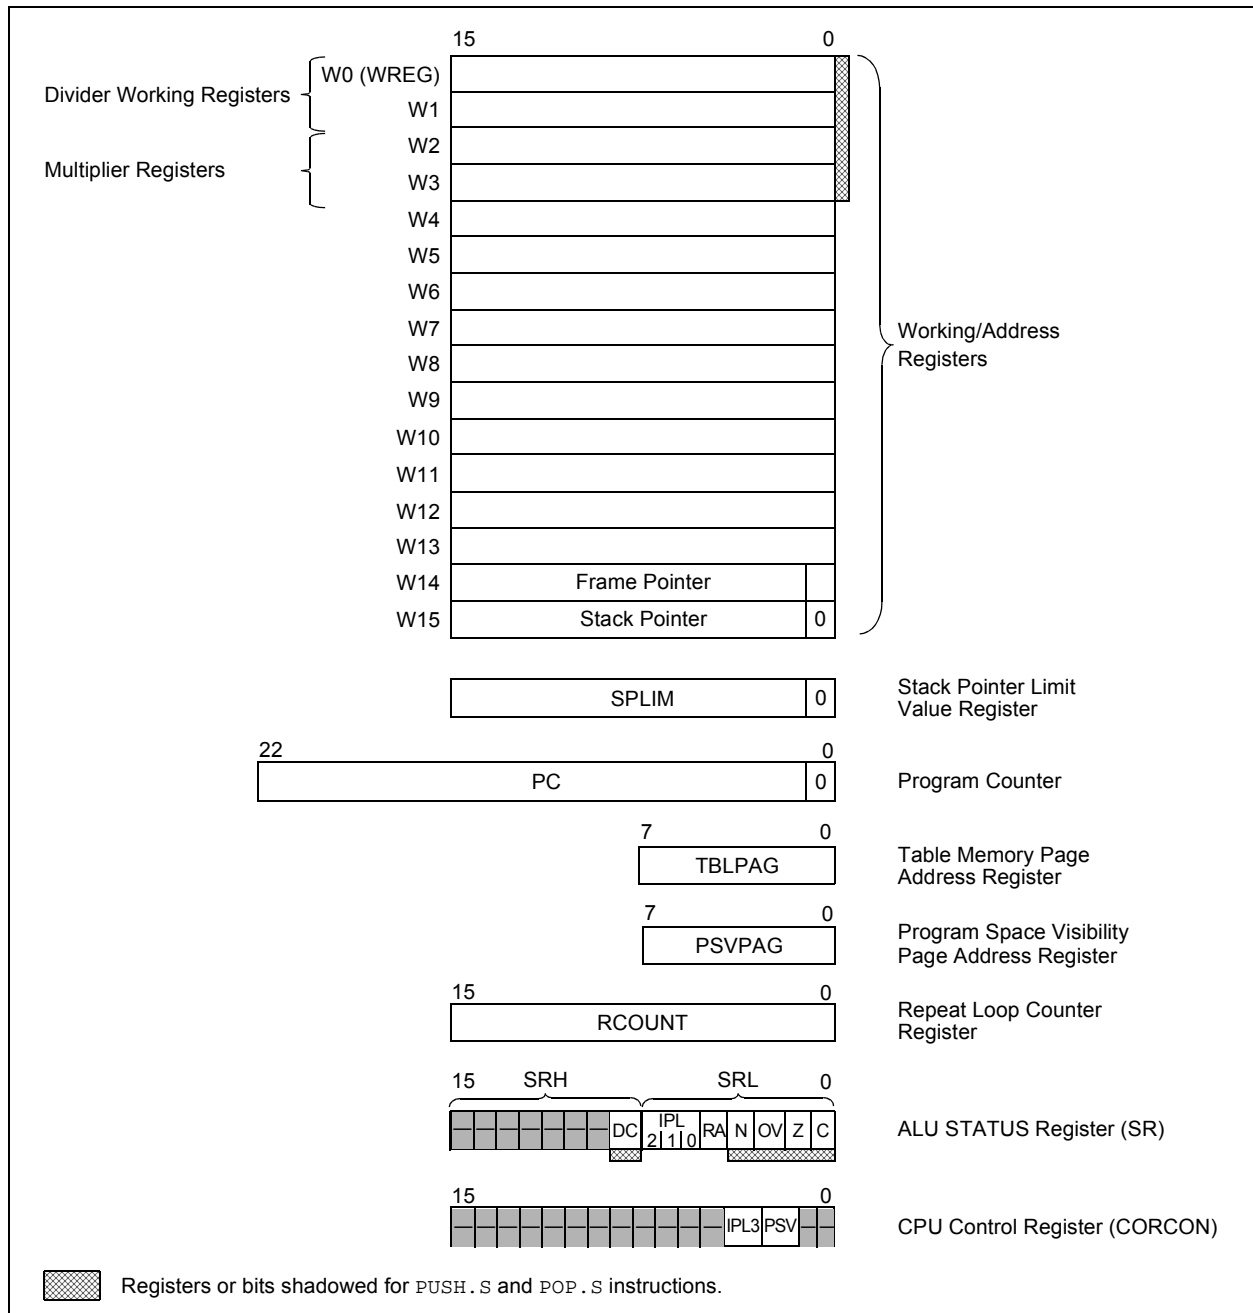 15 0
W0 (WREG)
Divider Working Registers
W1
W2
Multiplier Registers
W3
W4
W5
W6
W7
Working/Address
Registers
W8
W9
W10
W11
W12
W13
W14 Frame Pointer
W15 Stack Pointer 0
SPLIM 0
Stack Pointer Limit
Value Register
22 0
PC 0 Program Counter
7 0
TBLPAG
Table Memory Page
Address Register
7 0
PSVPAG
Program Space Visibility
Page Address Register
15 0
RCOUNT
Repeat Loop Counter
Register
15 SRH SRL 0
— — — — — — — DC IPL 2 1 0 RA N OV Z C ALU STATUS Register (SR)
15 0
— — — — — — — — — — — — IPL3 PSV — — CPU Control Register (CORCON)
Registers or bits shadowed for PUSH.S and POP.S instructions.